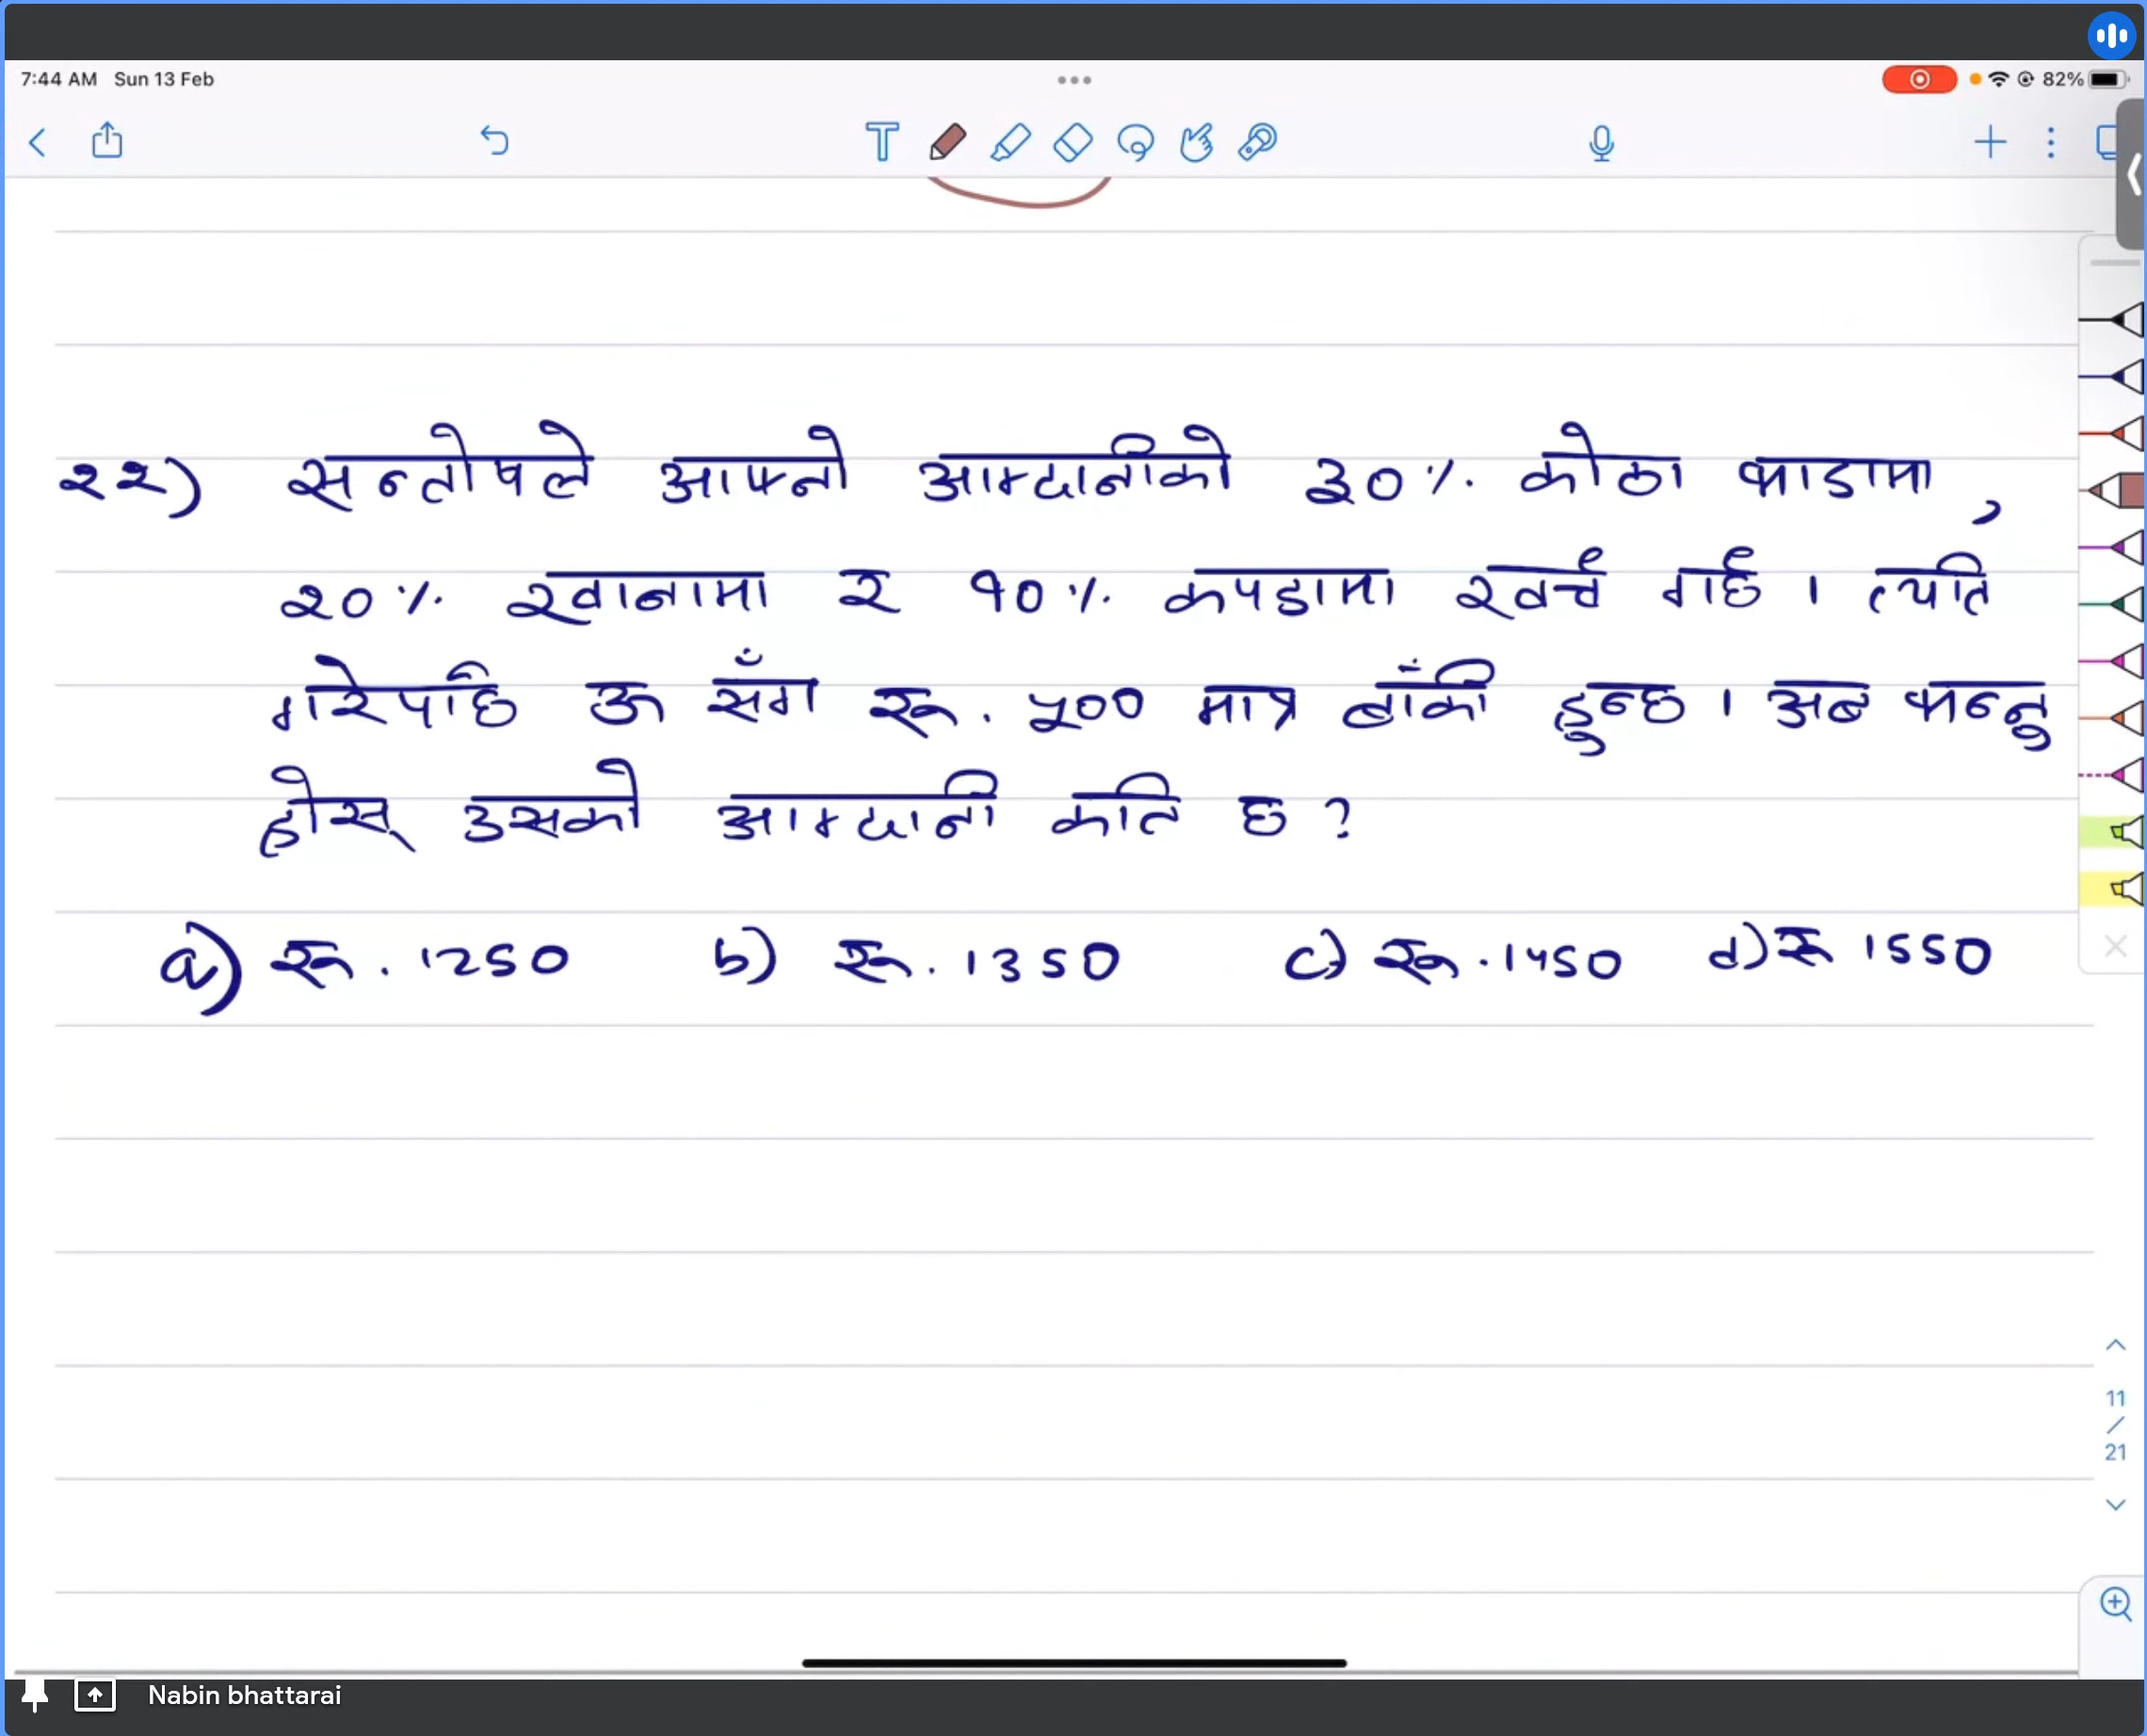 7:44 AM Sun 13 Feb
82%
२२) सन्तोषले आफ्नो आम्दानीको ३०% कोठा भाडामा,
२०% खानामा र १०% कपडामा खर्च गर्छ । त्यति
गरेपछि ऊ सँग रू. ५०० मात्र बाँकी हुन्छ । अब भन्नु
होस् उसको आम्दानी कति छ ?
a) रू. 1250 b) रू. 1350 c) रू. 1450 d) रू 1550
11
/
21
Nabin bhattarai